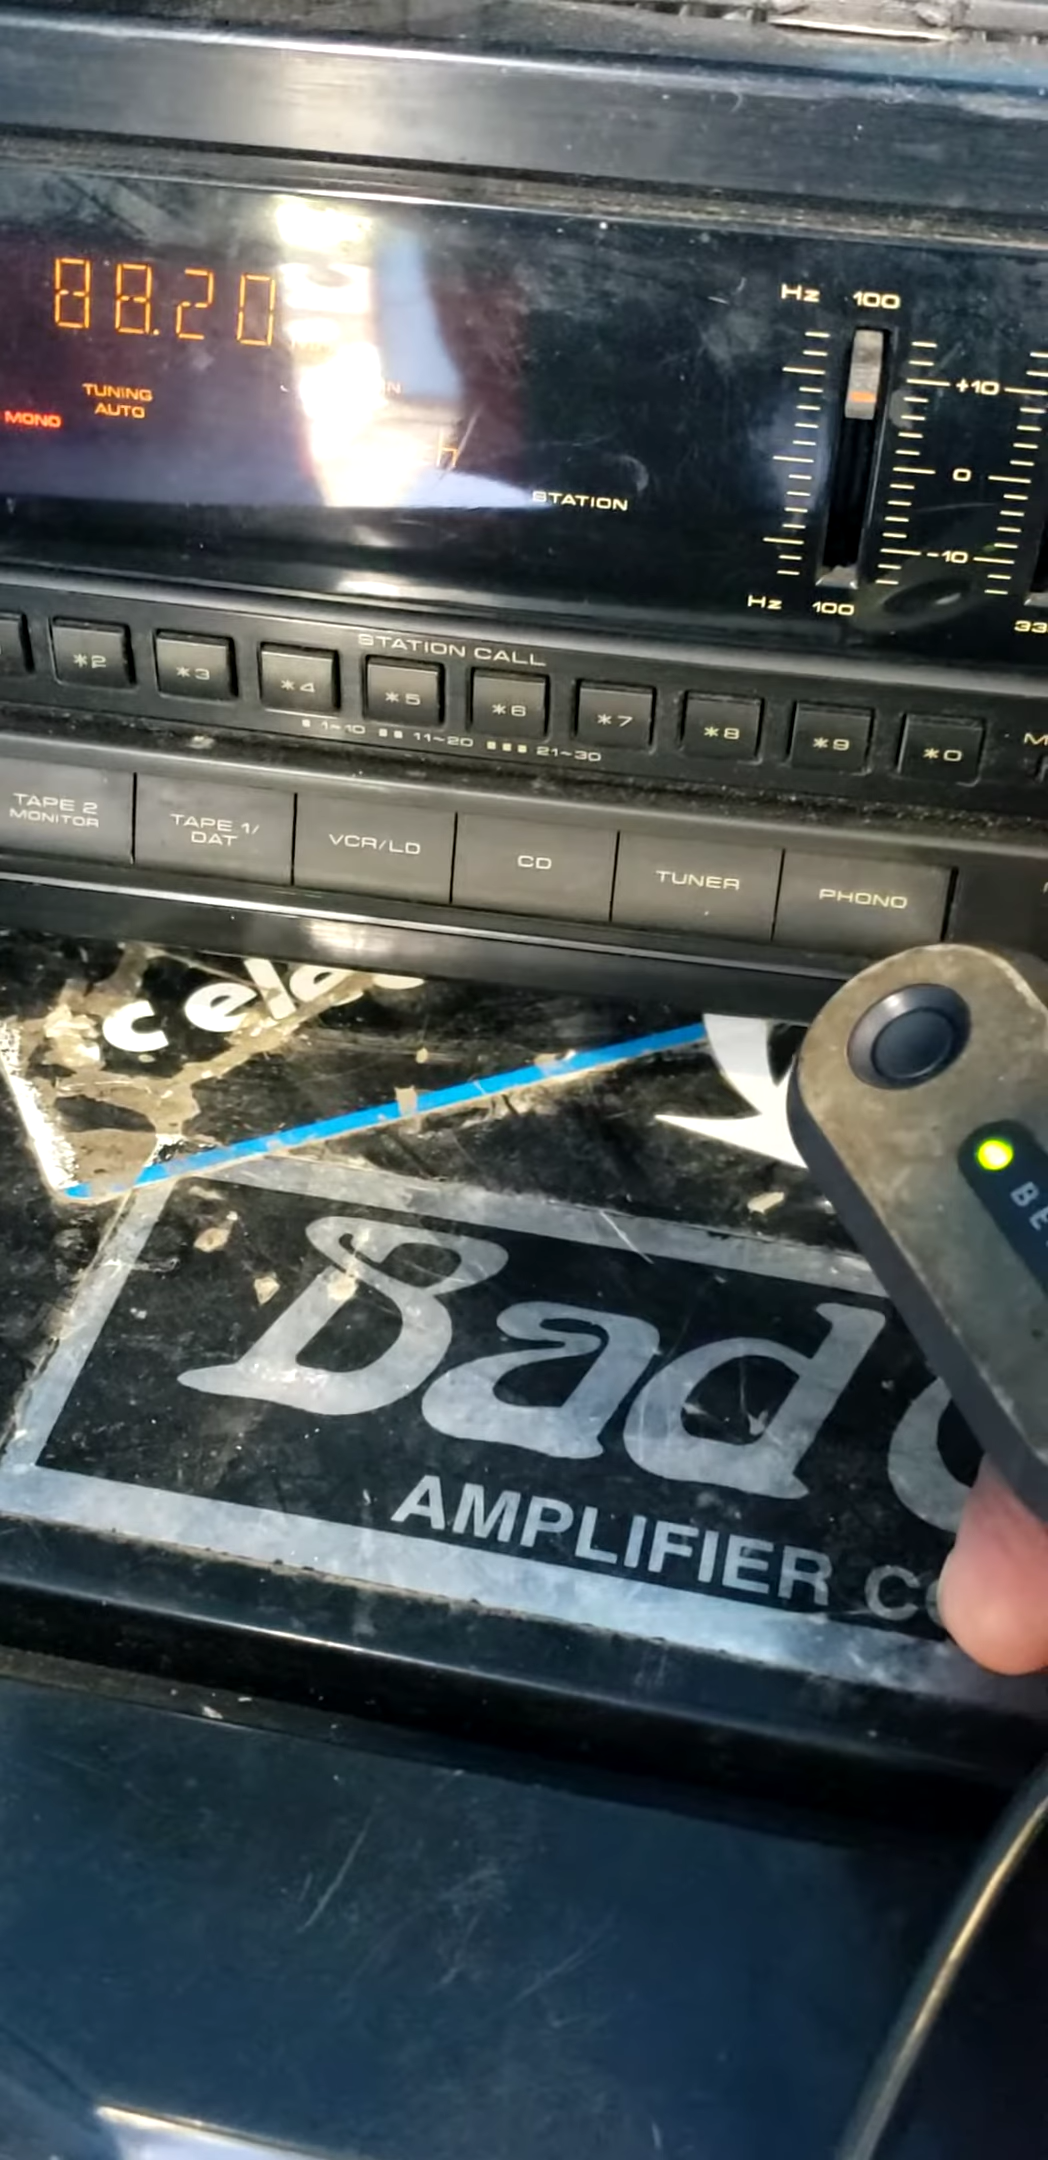 88.20
Hz 100
TUNING
AUTO
MONO
+10
0
STATION
-10
Hz 100
33
STATION CALL
*2 *3 *4 *5 *6 *7 *8 *9 *0
1~10 11~20 21~30
TAPE 2
MONITOR
TAPE 1/
DAT
VCR/LD
CD
TUNER
PHONO
Bad
AMPLIFIER